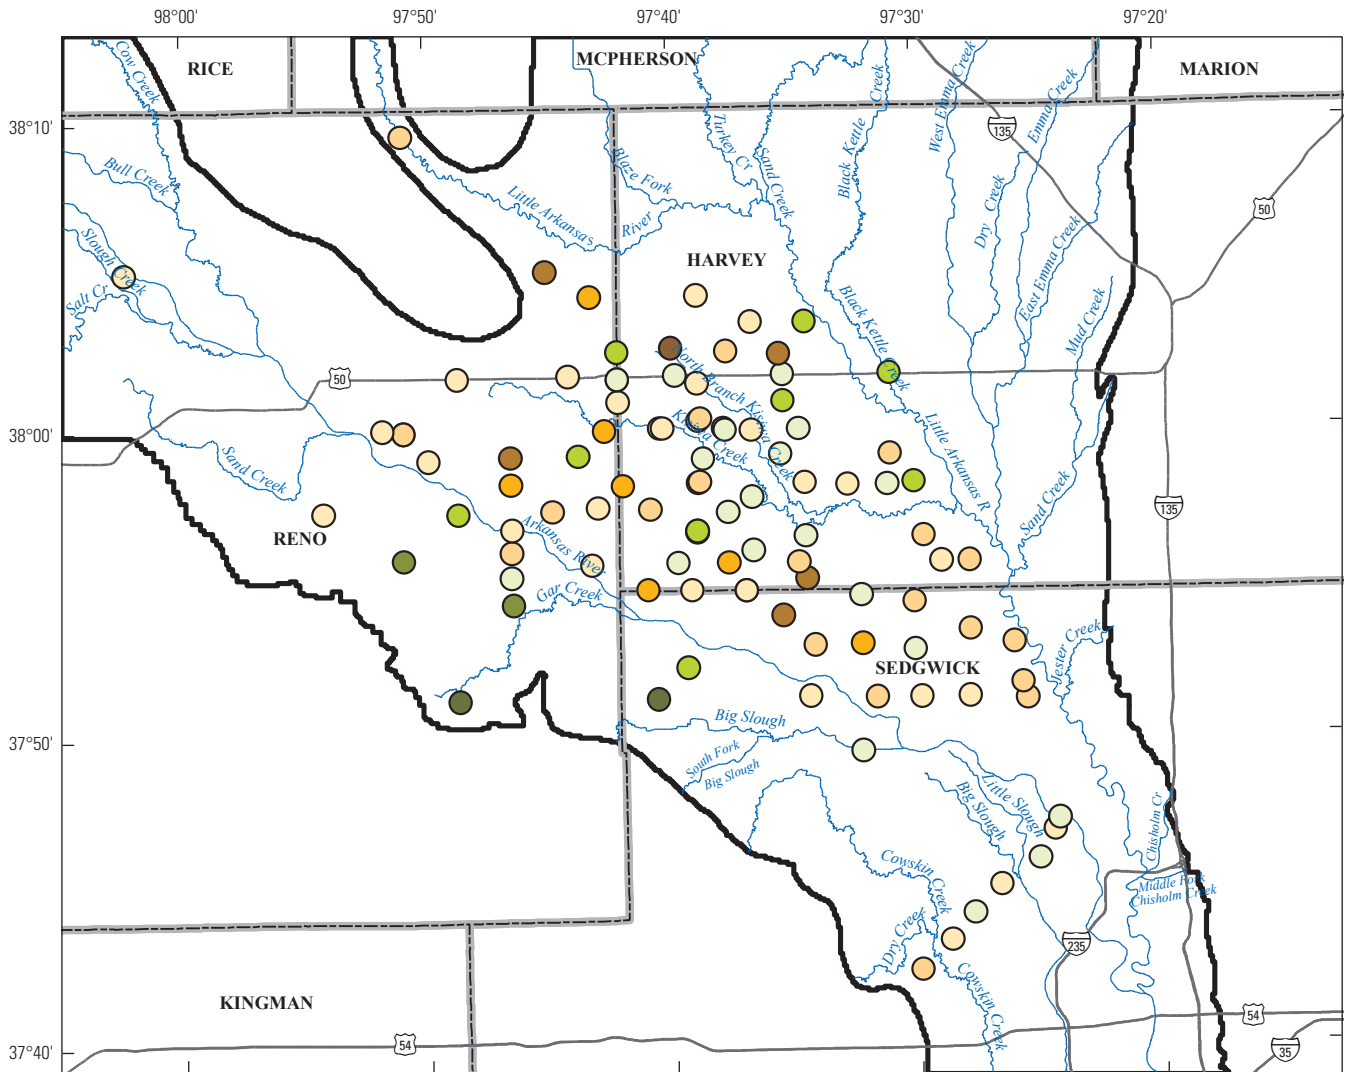 98°00'
97°50'
97°40'
97°30'
97°20'
RICE
MCPHERSON
MARION
Cow Creek
38°10'
135
Bull Creek
Blaze Fork
Turkey Cr
Sand Creek
Black Kettle
Creek
West Emma Creek
Emma Creek
Dry Creek
50
Little Arkansas
River
HARVEY
East Emma Creek
Slough Creek
Salt Cr
Black Kettle Creek
Mud Creek
North Branch Kisiwa Creek
50
38°00'
Kisiwa Creek
Little Arkansas R
Sand Creek
Sand Creek
135
RENO
Arkansas River
Gar Creek
Jester Creek
SEDGWICK
37°50'
Big Slough
South Fork
Big Slough
Big Slough
Little Slough
Chisholm Cr
Cowskin Creek
Middle Fork
Chisholm Creek
Dry Creek
235
Cowskin Creek
KINGMAN
54
54
37°40'
35